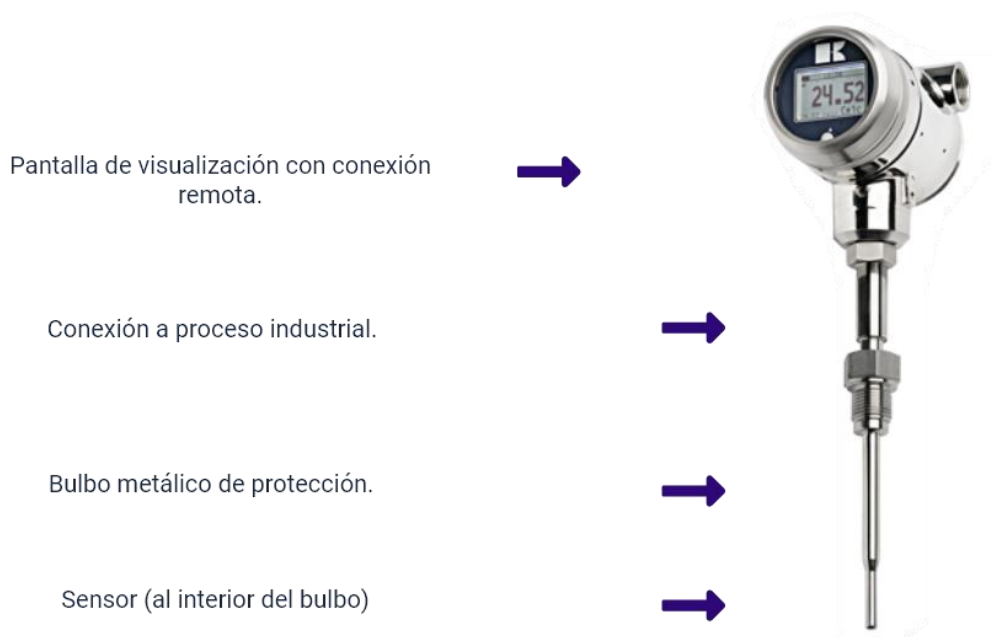 24.52
Pantalla de visualización con conexión
remota.
Conexión a proceso industrial.
Bulbo metálico de protección.
Sensor (al interior del bulbo)